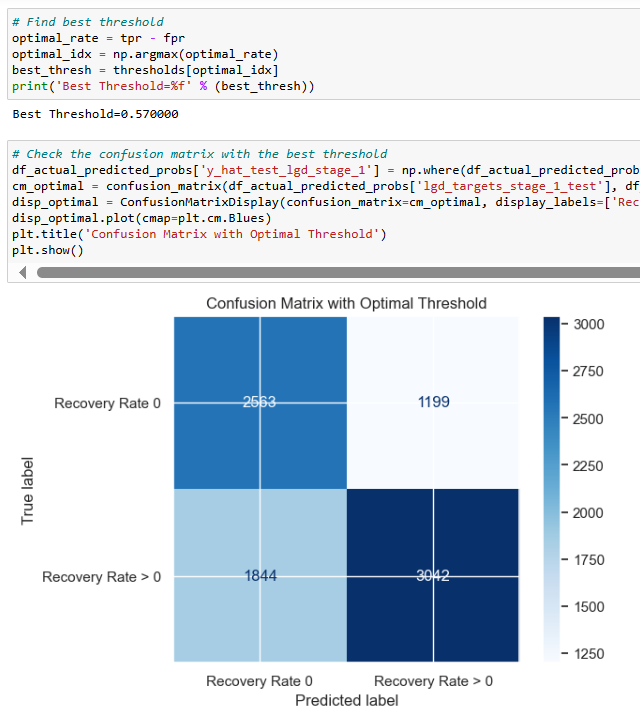 # Find best threshold
optimal_rate = tpr - fpr
optimal_idx = np.argmax(optimal_rate)
best_thresh = thresholds[optimal_idx]
print('Best Threshold=%f' % (best_thresh))
Best Threshold=0.570000
# Check the confusion matrix with the best threshold
df_actual_predicted_probs['y_hat_test_lgd_stage_1'] = np.where(df_actual_predicted_prob
cm_optimal = confusion_matrix(df_actual_predicted_probs['lgd_targets_stage_1_test'], df
disp_optimal = ConfusionMatrixDisplay(confusion_matrix=cm_optimal, display_labels=['Rec
disp_optimal.plot(cmap=plt.cm.Blues)
plt.title('Confusion Matrix with Optimal Threshold')
plt.show()
Confusion Matrix with Optimal Threshold
3000
2750
2500
2250
2000
1750
1500
1250
Recovery Rate 0
2563
1199
True label
Recovery Rate > 0
1844
3042
Recovery Rate 0
Recovery Rate > 0
Predicted label